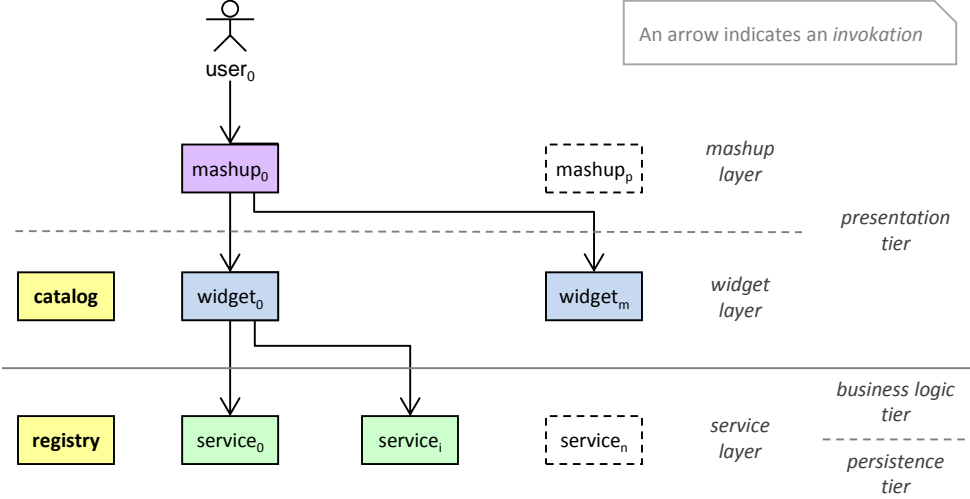 An arrow indicates an invokation
user0
mashup0
mashupp
mashup
layer
presentation
tier
catalog
widget0
widgetm
widget
layer
business logic
tier
registry
service0
servicei
servicen
service
layer
persistence
tier